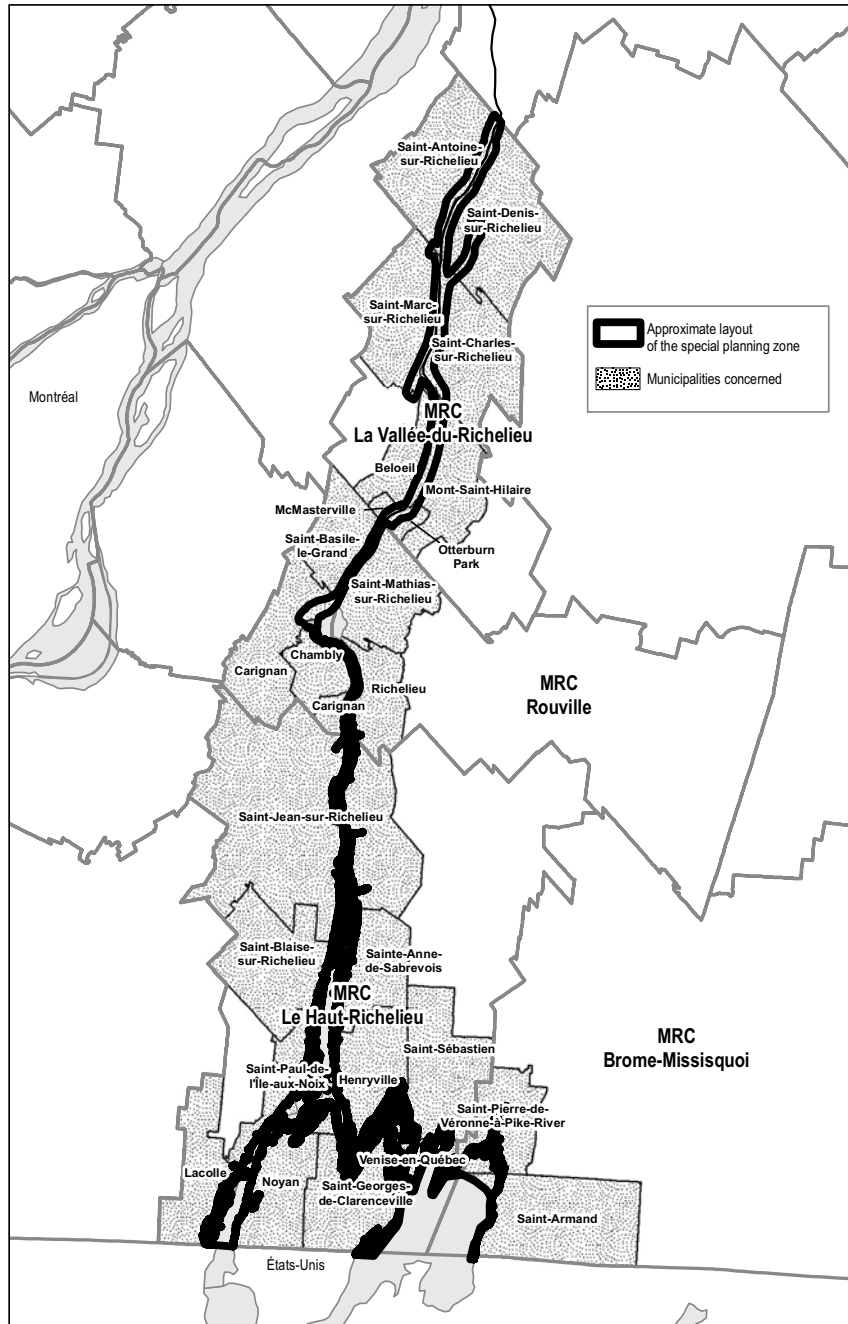 Saint-Antoine-
sur-Richelieu
Saint-Denis-
sur-Richelieu
Saint-Marc-
sur-Richelieu
Approximate layout
of the special planning zone
Saint-Charles-
sur-Richelieu
Municipalities concerned
Montréal
MRC
La Vallée-du-Richelieu
Beloeil
Mont-Saint-Hilaire
McMasterville
Saint-Basile-
le-Grand
Otterburn
Park
Saint-Mathias-
sur-Richelieu
Chambly
Carignan
Richelieu
MRC
Rouville
Carignan
Saint-Jean-sur-Richelieu
Saint-Blaise-
sur-Richelieu
Sainte-Anne-
de-Sabrevois
MRC
Le Haut-Richelieu
Saint-Sébastien
MRC
Brome-Missisquoi
Saint-Paul-de-
l'Île-aux-Noix
Henryville
Saint-Pierre-de-
Véronne-à-Pike-River
Venise-en-Québec
Lacolle
Noyan
Saint-Georges-
de-Clarenceville
Saint-Armand
États-Unis